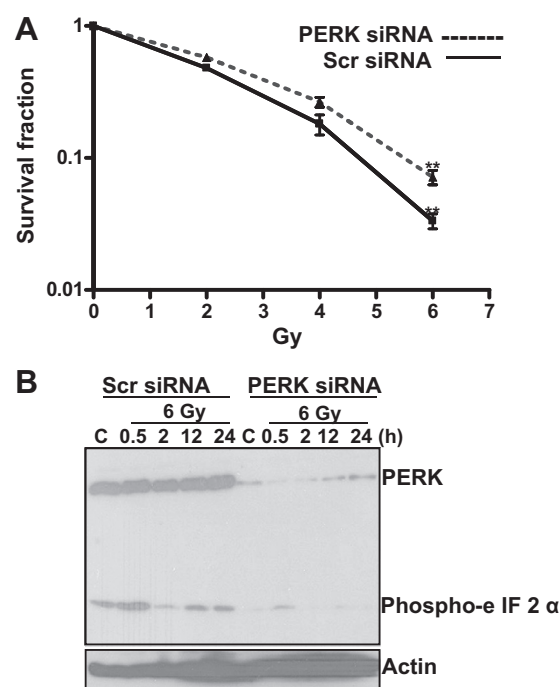 A
PERK siRNA
Scr siRNA
Survival fraction
1
0.1
0.01
**
**
0 1 2 3 4 5 6 7
Gy
B
Scr siRNA PERK siRNA
6 Gy 6 Gy
C 0.5 2 12 24 C 0.5 2 12 24 (h)
PERK
Phospho-e IF 2 α
Actin